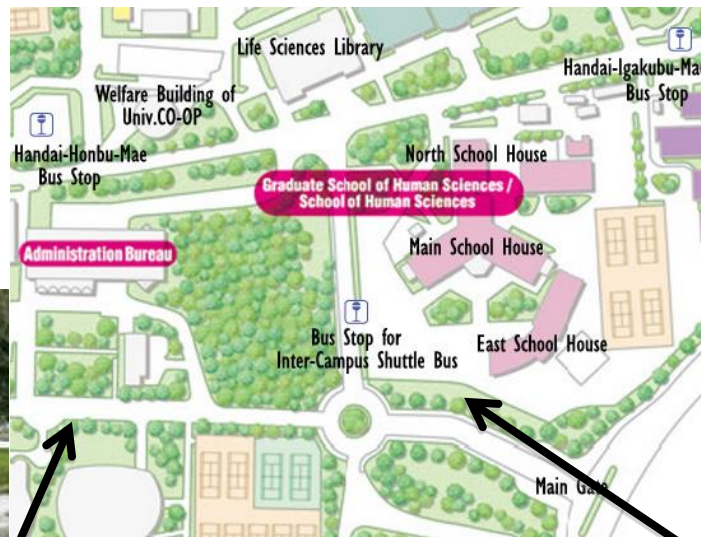 Life Sciences Library
Handai-Igakubu-Ma
Bus Stop
Welfare Building of
Univ.CO-OP
Handai-Honbu-Mae
Bus Stop
North School House
Graduate School of Human Sciences /
School of Human Sciences
Main School House
Administration Bureau
Bus Stop for
Inter-Campus Shuttle Bus
East School House
Main Gate